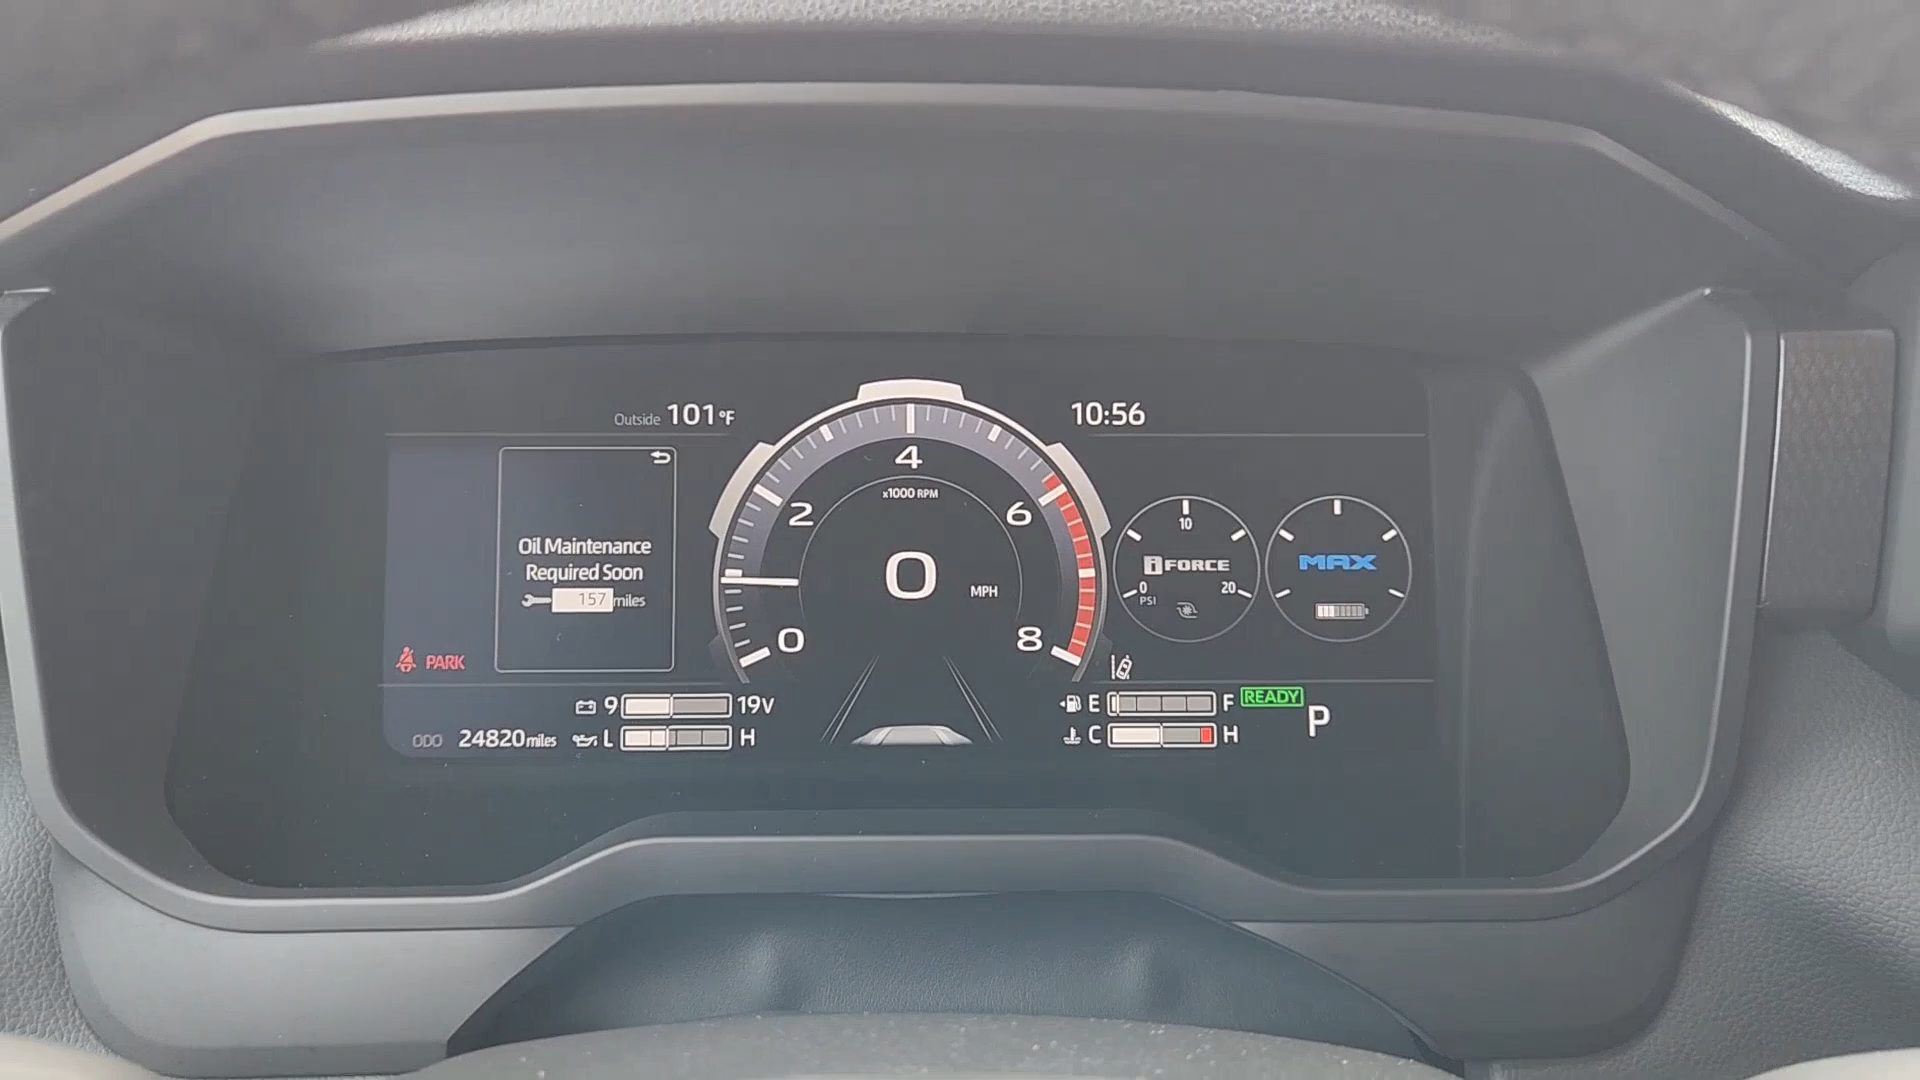 Outside 101°F
10:56
Oil Maintenance
Required Soon
157 miles
PARK
0
2
4
6
8
x1000 RPM
0 MPH
10
iFORCE
0
20
PSI
MAX
9
19V
ODO 24820 miles
L
H
E
F
READY
P
C
H